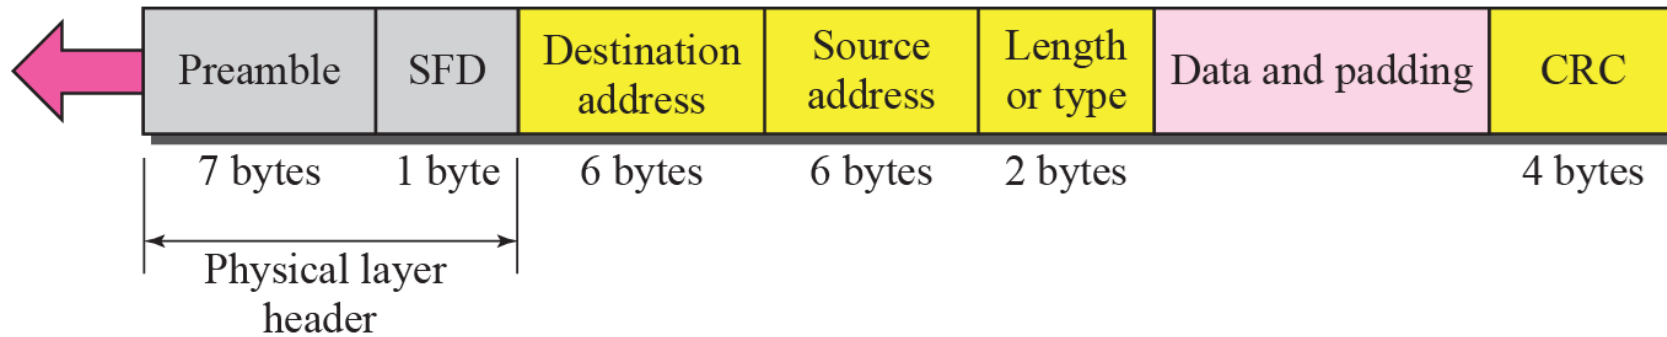 Preamble
SFD
Destination
address
Source
address
Length
or type
Data and padding
CRC
7 bytes
1 byte
6 bytes
6 bytes
2 bytes
4 bytes
Physical layer
header